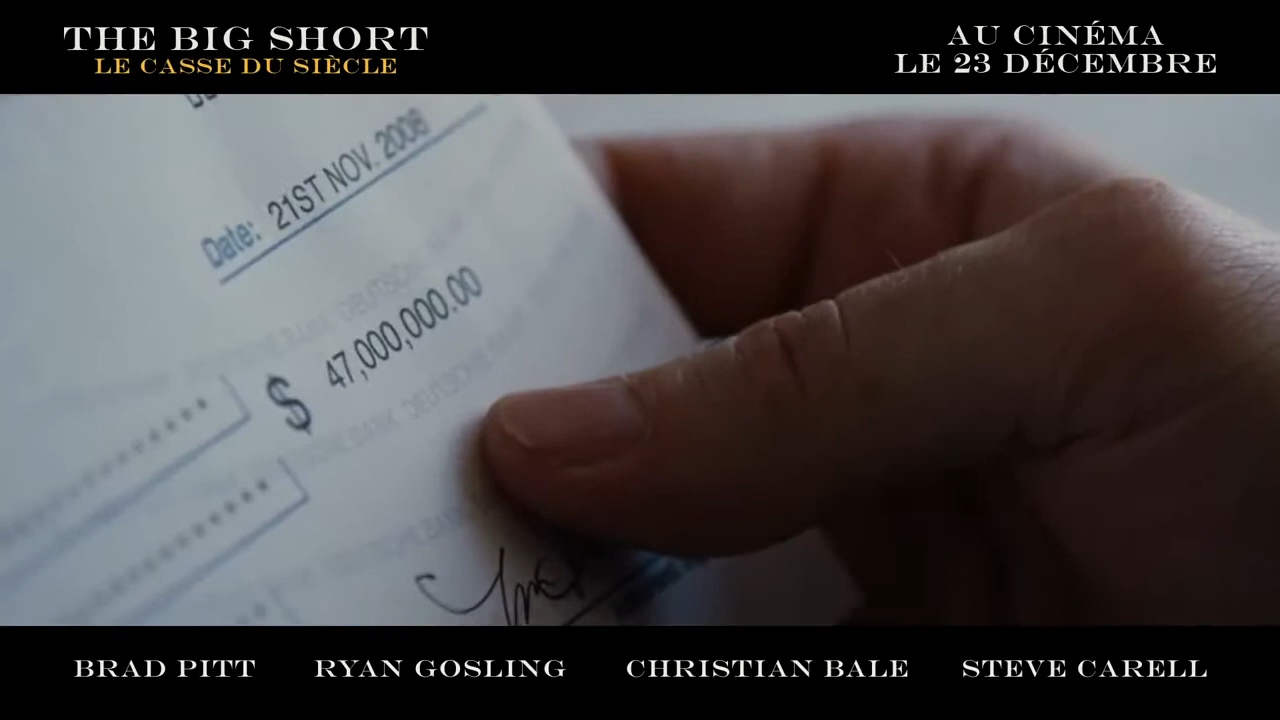 THE BIG SHORT
LE CASSE DU SIÈCLE
AU CINÉMA
LE 23 DÉCEMBRE
Date: 21ST NOV. 2008
$ 47,000,000.00
BRAD PITT RYAN GOSLING CHRISTIAN BALE STEVE CARELL